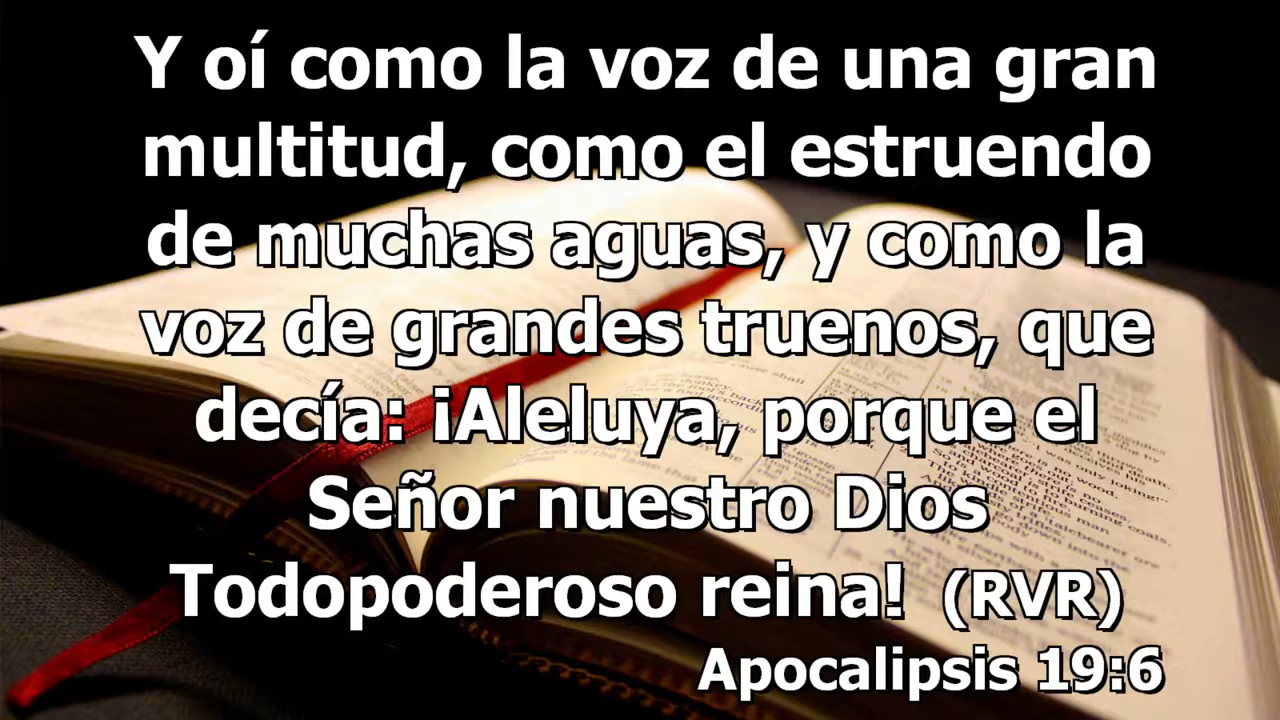 Y oí como la voz de una gran
multitud, como el estruendo
de muchas aguas, y como la
voz de grandes truenos, que
decía: ¡Aleluya, porque el
Señor nuestro Dios
Todopoderoso reina! (RVR)
Apocalipsis 19:6